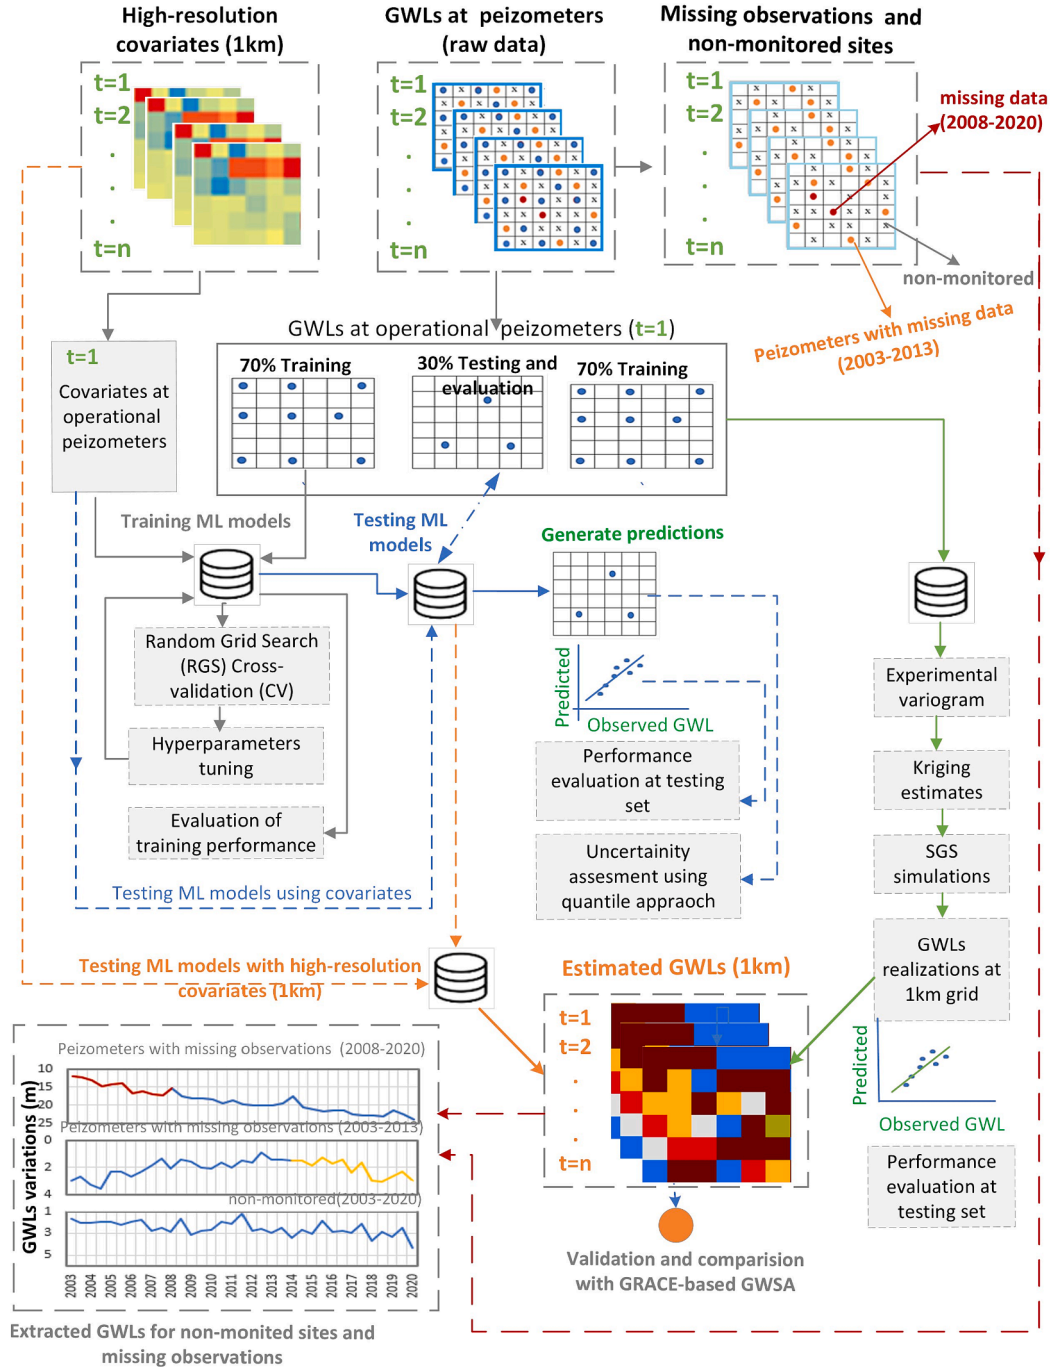 High-resolution
covariates (1km)
GWLs at peizometers
(raw data)
Missing observations and
non-monitored sites
t=1
t=2
t=n
t=1
t=2
t=n
t=1
t=2
t=n
missing data
(2008-2020)
non-monitored
Peizometers with missing data
(2003-2013)
GWLs at operational peizometers (t=1)
t=1
Covariates at
operational
peizometers
70% Training
30% Testing and
evaluation
70% Training
Training ML models
Testing ML
models
Generate predictions
Random Grid Search
(RGS) Cross-
validation (CV)
Hyperparameters
tuning
Evaluation of
training performance
Testing ML models using covariates
Predicted
Observed GWL
Performance
evaluation at testing
set
Uncertainity
assesment using
quantile appraoch
Experimental
variogram
Kriging
estimates
SGS
simulations
GWLs
realizations at
1km grid
Predicted
Observed GWL
Performance
evaluation at
testing set
Testing ML models with high-resolution
covariates (1km)
Estimated GWLs (1km)
t=1
t=2
t=n
Validation and comparision
with GRACE-based GWSA
Peizometers with missing observations (2008-2020)
10
15
20
25
Peizometers with missing observations (2003-2013)
0
2
4
non-monitored(2003-2020)
1
3
5
GWLs variations (m)
2003 2004 2005 2006 2007 2008 2009 2010 2011 2012 2013 2014 2015 2016 2017 2018 2019 2020
Extracted GWLs for non-monited sites and
missing observations